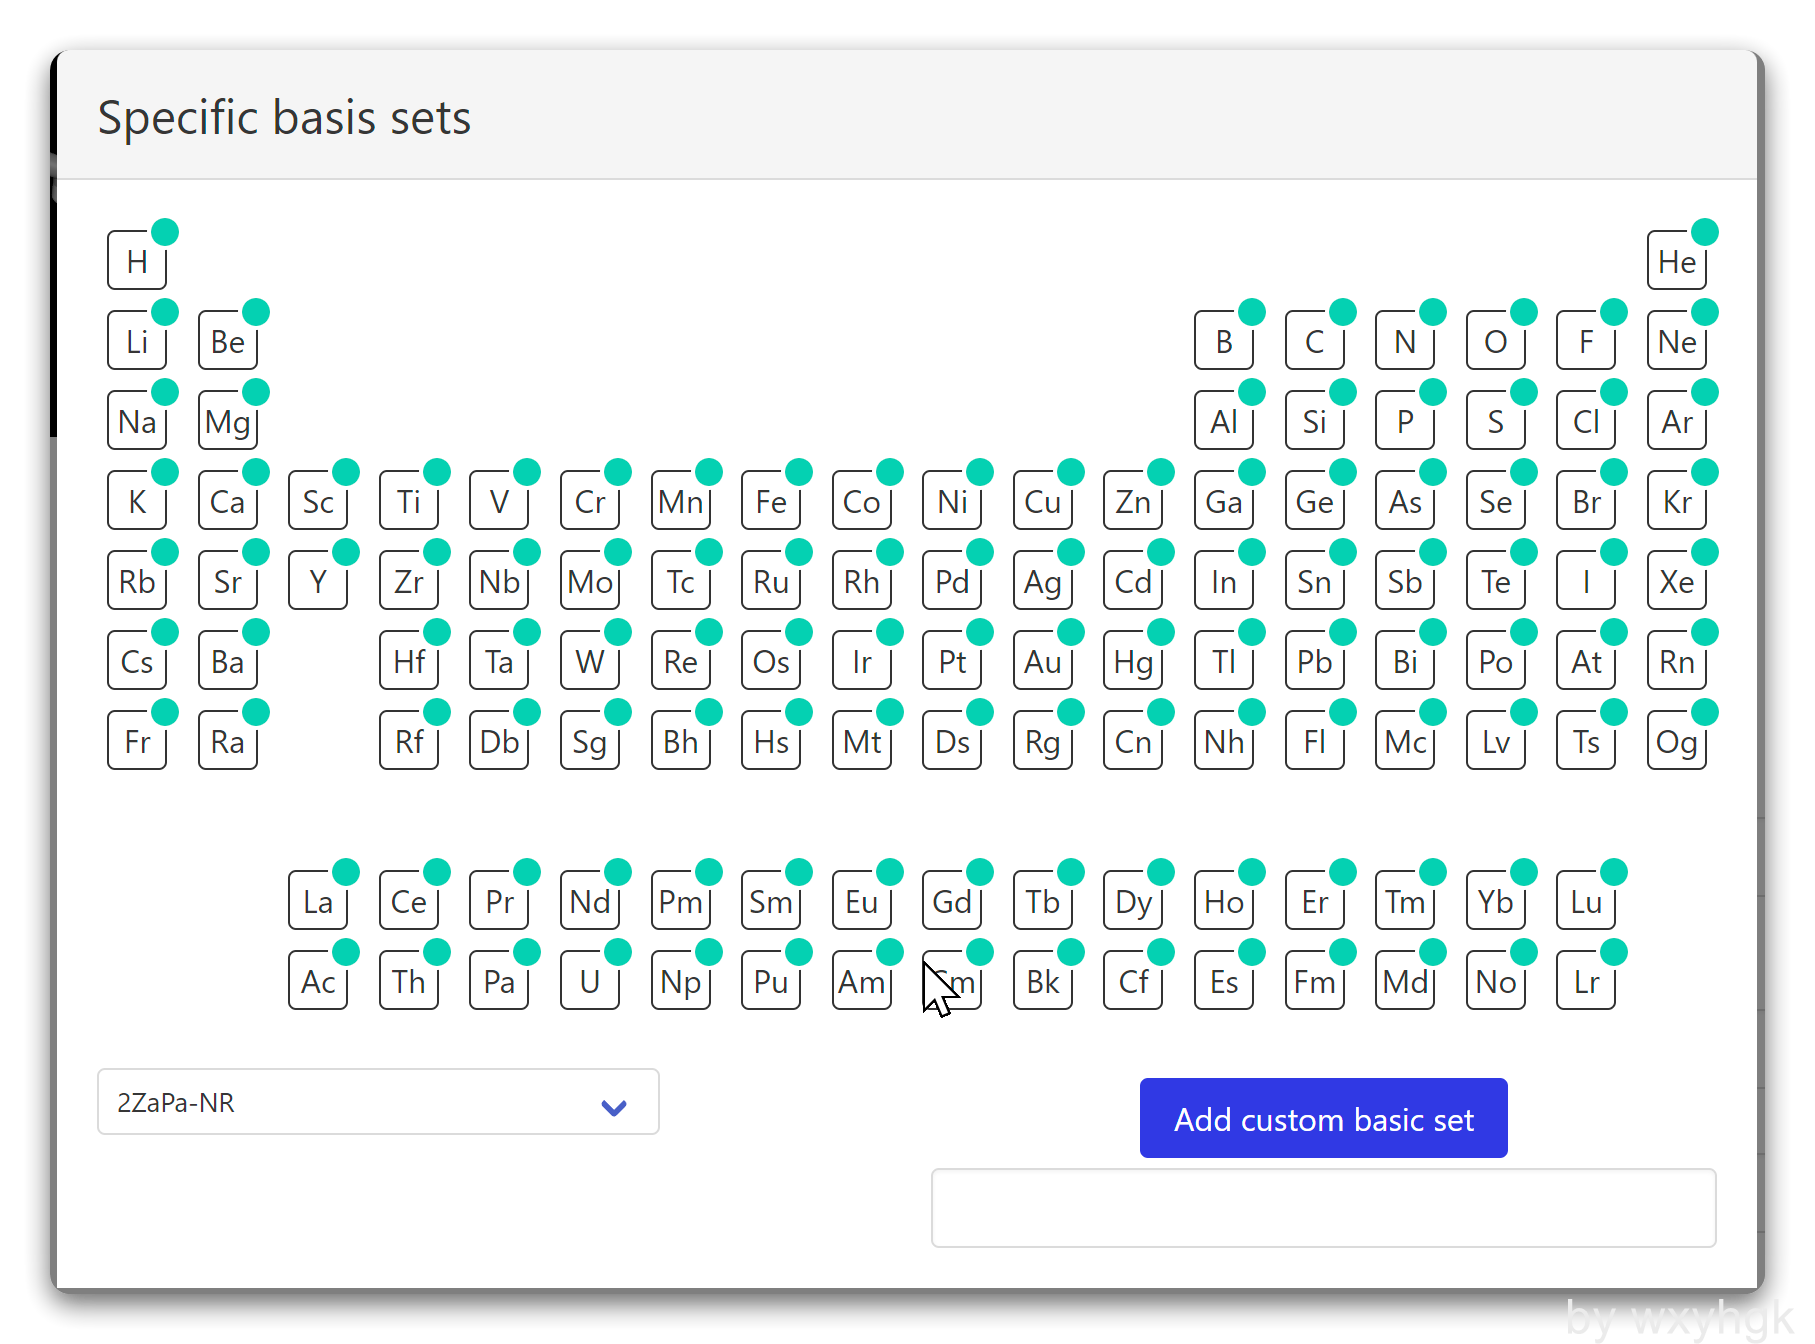 Specific basis sets
H He
Li Be B C N O F Ne
Na Mg Al Si P S Cl Ar
K Ca Sc Ti V Cr Mn Fe Co Ni Cu Zn Ga Ge As Se Br Kr
Rb Sr Y Zr Nb Mo Tc Ru Rh Pd Ag Cd In Sn Sb Te I Xe
Cs Ba Hf Ta W Re Os Ir Pt Au Hg Tl Pb Bi Po At Rn
Fr Ra Rf Db Sg Bh Hs Mt Ds Rg Cn Nh Fl Mc Lv Ts Og
La Ce Pr Nd Pm Sm Eu Gd Tb Dy Ho Er Tm Yb Lu
Ac Th Pa U Np Pu Am Cm Bk Cf Es Fm Md No Lr
2ZaPa-NR
Add custom basic set
by wxyhgk